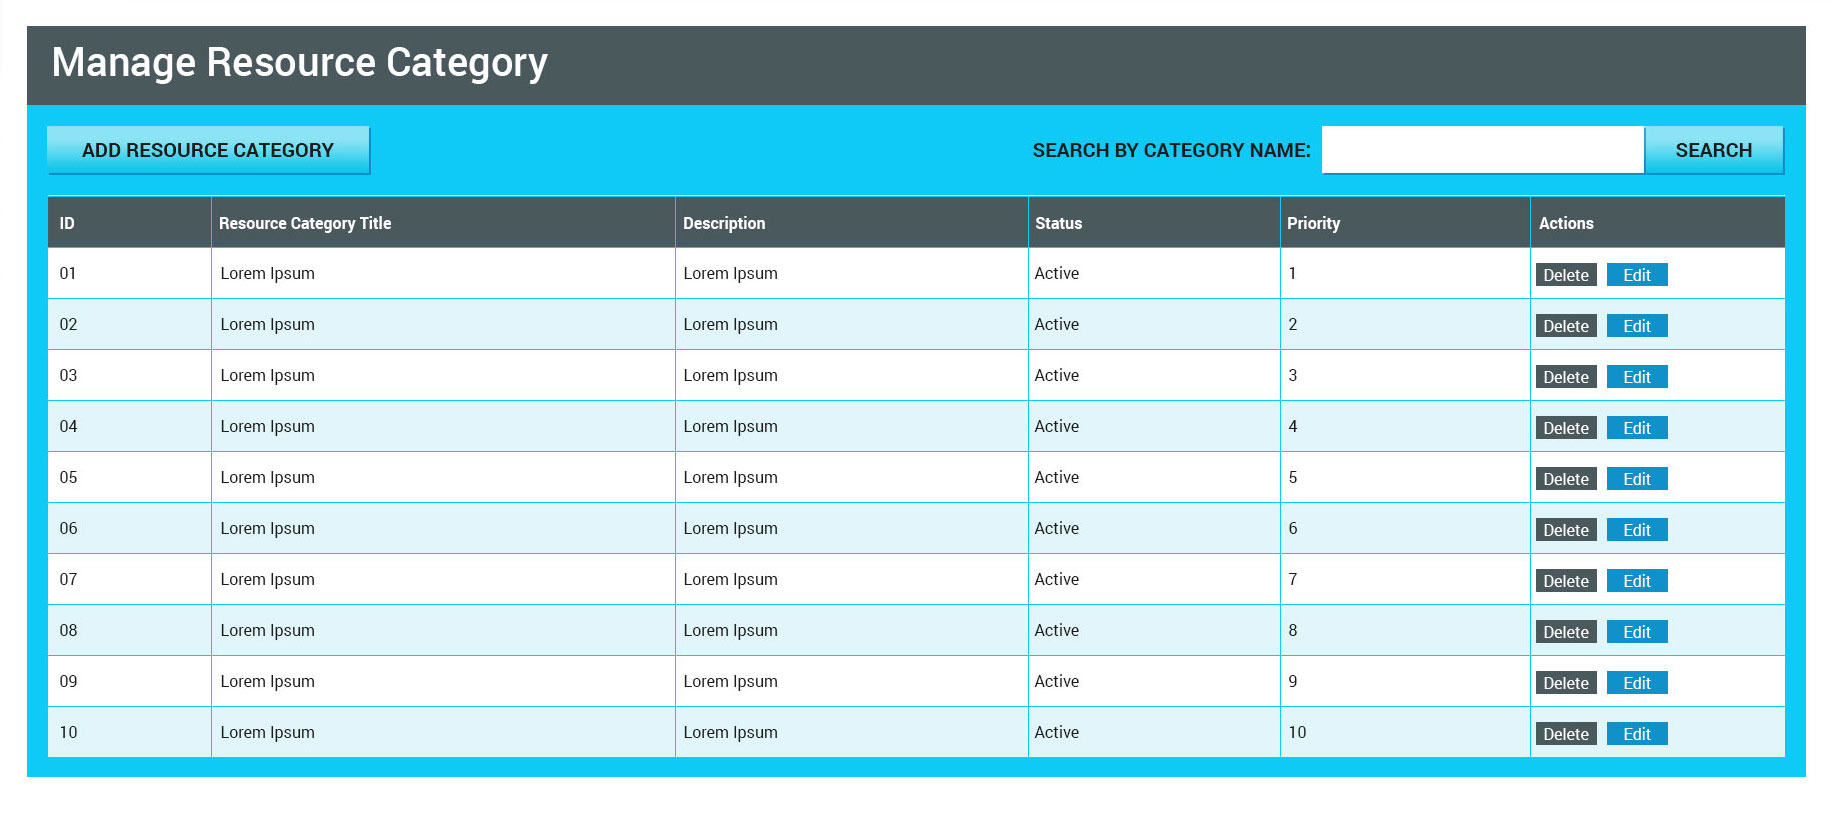 Manage Resource Category
ADD RESOURCE CATEGORY SEARCH BY CATEGORY NAME: SEARCH
ID Resource Category Title Description Status Priority Actions
01 Lorem Ipsum Lorem Ipsum Active 1 Delete Edit
02 Lorem Ipsum Lorem Ipsum Active 2 Delete Edit
03 Lorem Ipsum Lorem Ipsum Active 3 Delete Edit
04 Lorem Ipsum Lorem Ipsum Active 4 Delete Edit
05 Lorem Ipsum Lorem Ipsum Active 5 Delete Edit
06 Lorem Ipsum Lorem Ipsum Active 6 Delete Edit
07 Lorem Ipsum Lorem Ipsum Active 7 Delete Edit
08 Lorem Ipsum Lorem Ipsum Active 8 Delete Edit
09 Lorem Ipsum Lorem Ipsum Active 9 Delete Edit
10 Lorem Ipsum Lorem Ipsum Active 10 Delete Edit